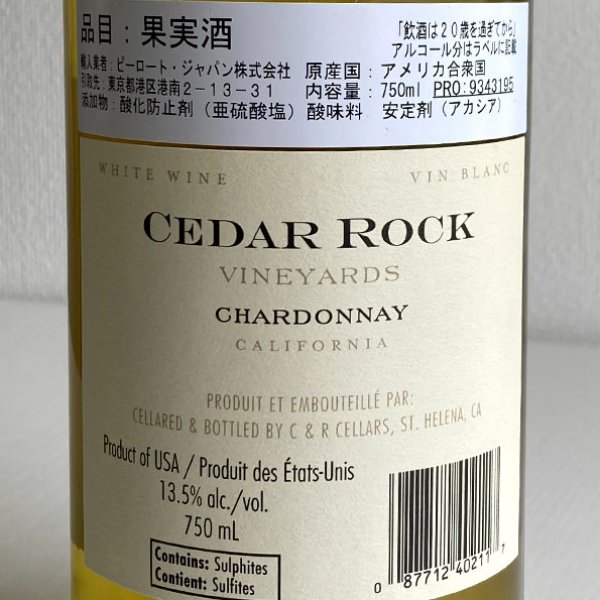 品目：果実酒
「飲酒は20歳を過ぎてから」
アルコール分はラベルに記載
輸入業者：ピーロート・ジャパン株式会社 原産国：アメリカ合衆国
引取先：東京都港区港南2－13－31 内容量：750ml PRO:9343195
添加物：酸化防止剤（亜硫酸塩）酸味料 安定剤（アカシア）
WHITE WINE VIN BLANC
CEDAR ROCK
VINEYARDS
CHARDONNAY
CALIFORNIA
PRODUIT ET EMBOUTEILLÉ PAR:
CELLARED & BOTTLED BY C & R CELLARS, ST. HELENA, CA
Product of USA / Produit des États-Unis
13.5% alc./vol.
750 mL
Contains: Sulphites
Contient: Sulfites
0 87712 40211 7